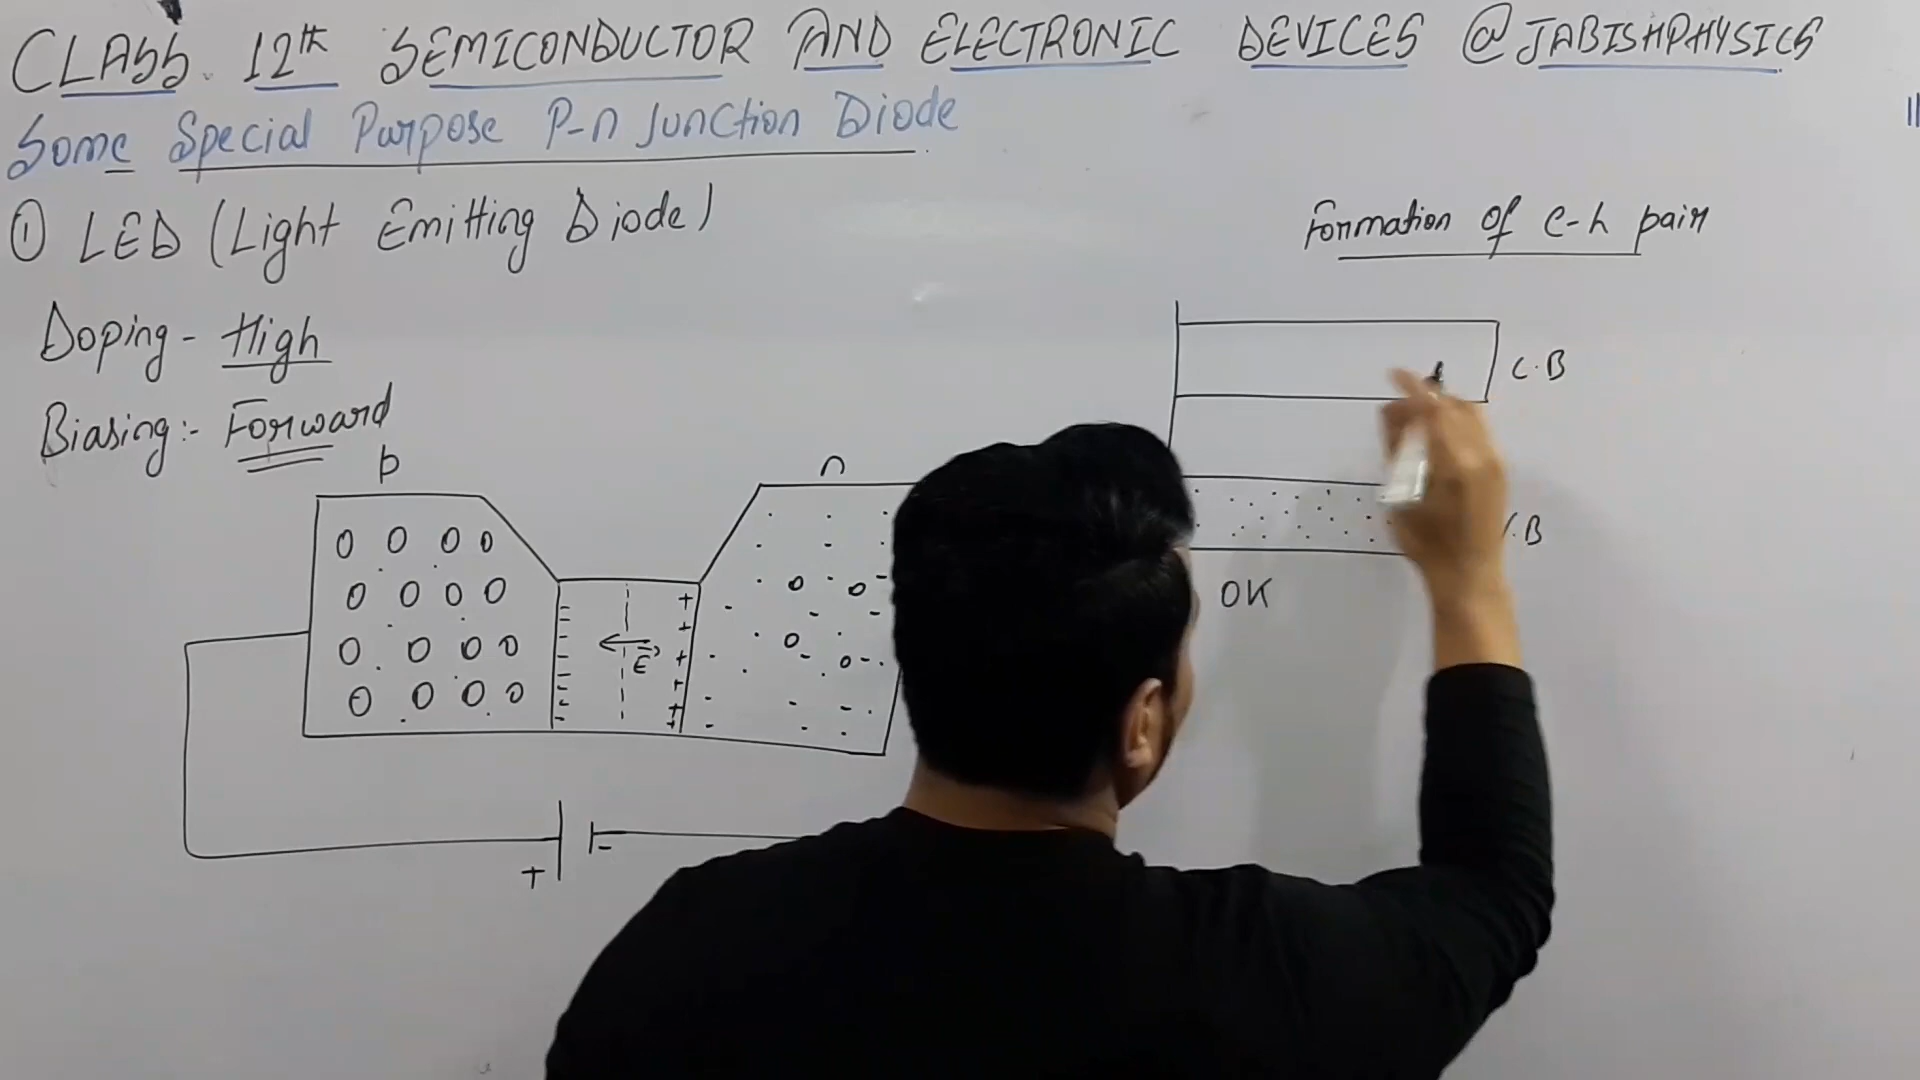 CLASS 12th SEMICONDUCTOR AND ELECTRONIC DEVICES @JABISHPHYSICS
Some Special Purpose P-n Junction Diode
① LED (Light Emitting Diode)
Doping - High
Biasing :- Forward
p
n
E
+
-
Formation of e-h pair
C.B
.B
OK